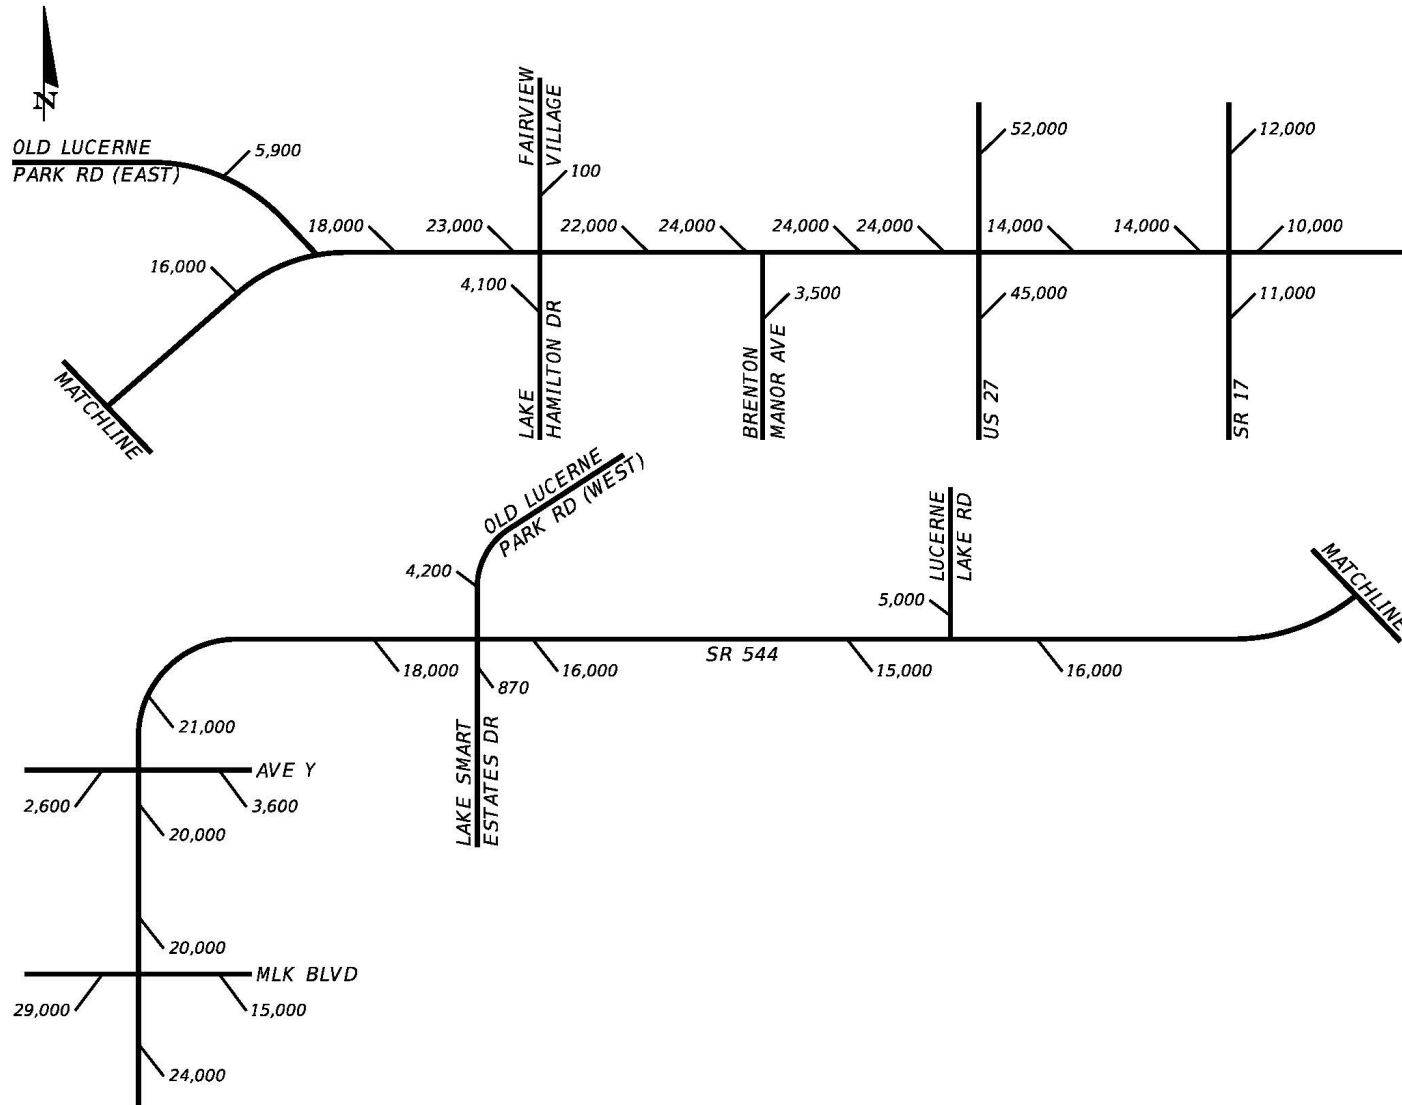 N
OLD LUCERNE
PARK RD (EAST)
5,900
FAIRVIEW
VILLAGE
100
52,000
12,000
18,000
23,000
22,000
24,000
24,000
24,000
14,000
14,000
10,000
16,000
4,100
3,500
45,000
11,000
LAKE
HAMILTON DR
BRENTON
MANOR AVE
US 27
SR 17
MATCHLINE
OLD LUCERNE
PARK RD (WEST)
LUCERNE
LAKE RD
MATCHLINE
4,200
5,000
18,000
870
16,000
SR 544
15,000
16,000
LAKE SMART
ESTATES DR
21,000
AVE Y
2,600
3,600
20,000
20,000
MLK BLVD
29,000
15,000
24,000